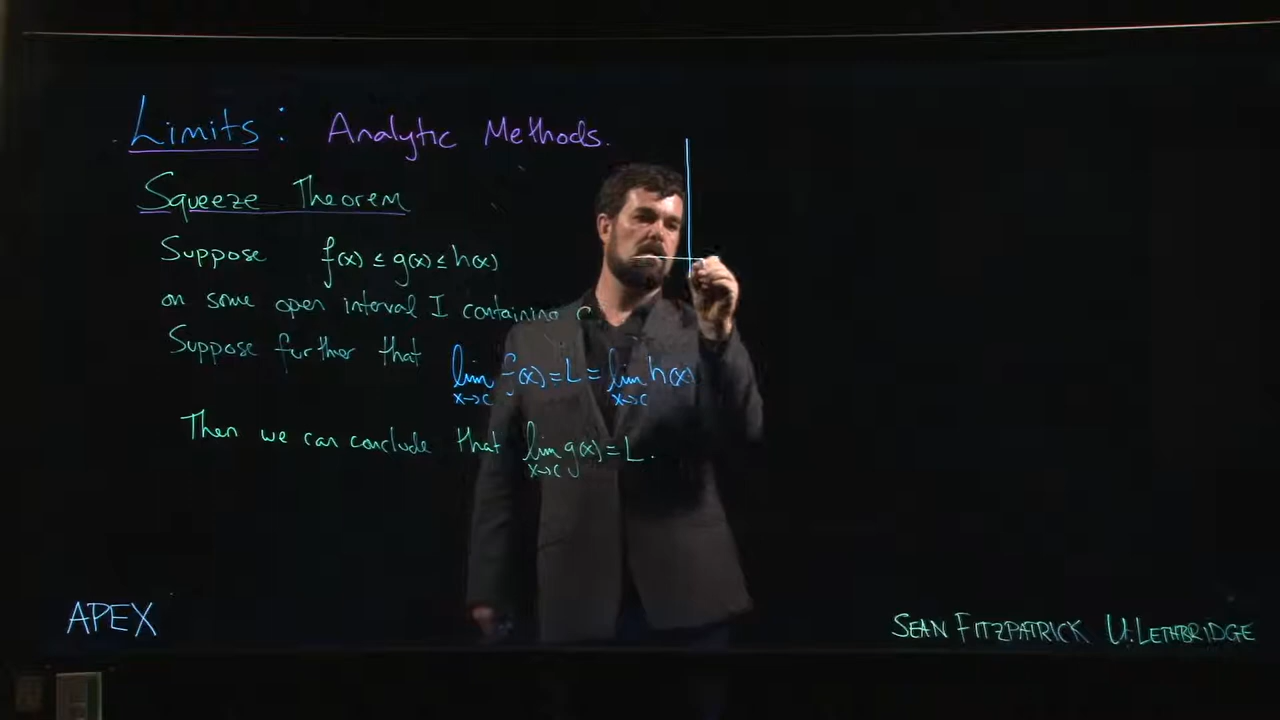 Limits: Analytic Methods.
Squeeze Theorem
Suppose f(x) ≤ g(x) ≤ h(x)
on some open interval I containing c
Suppose further that lim x→c f(x) = L = lim x→c h(x)
Then we can conclude that lim x→c g(x) = L.
APEX
SEAN FITZPATRICK U. LETHBRIDGE